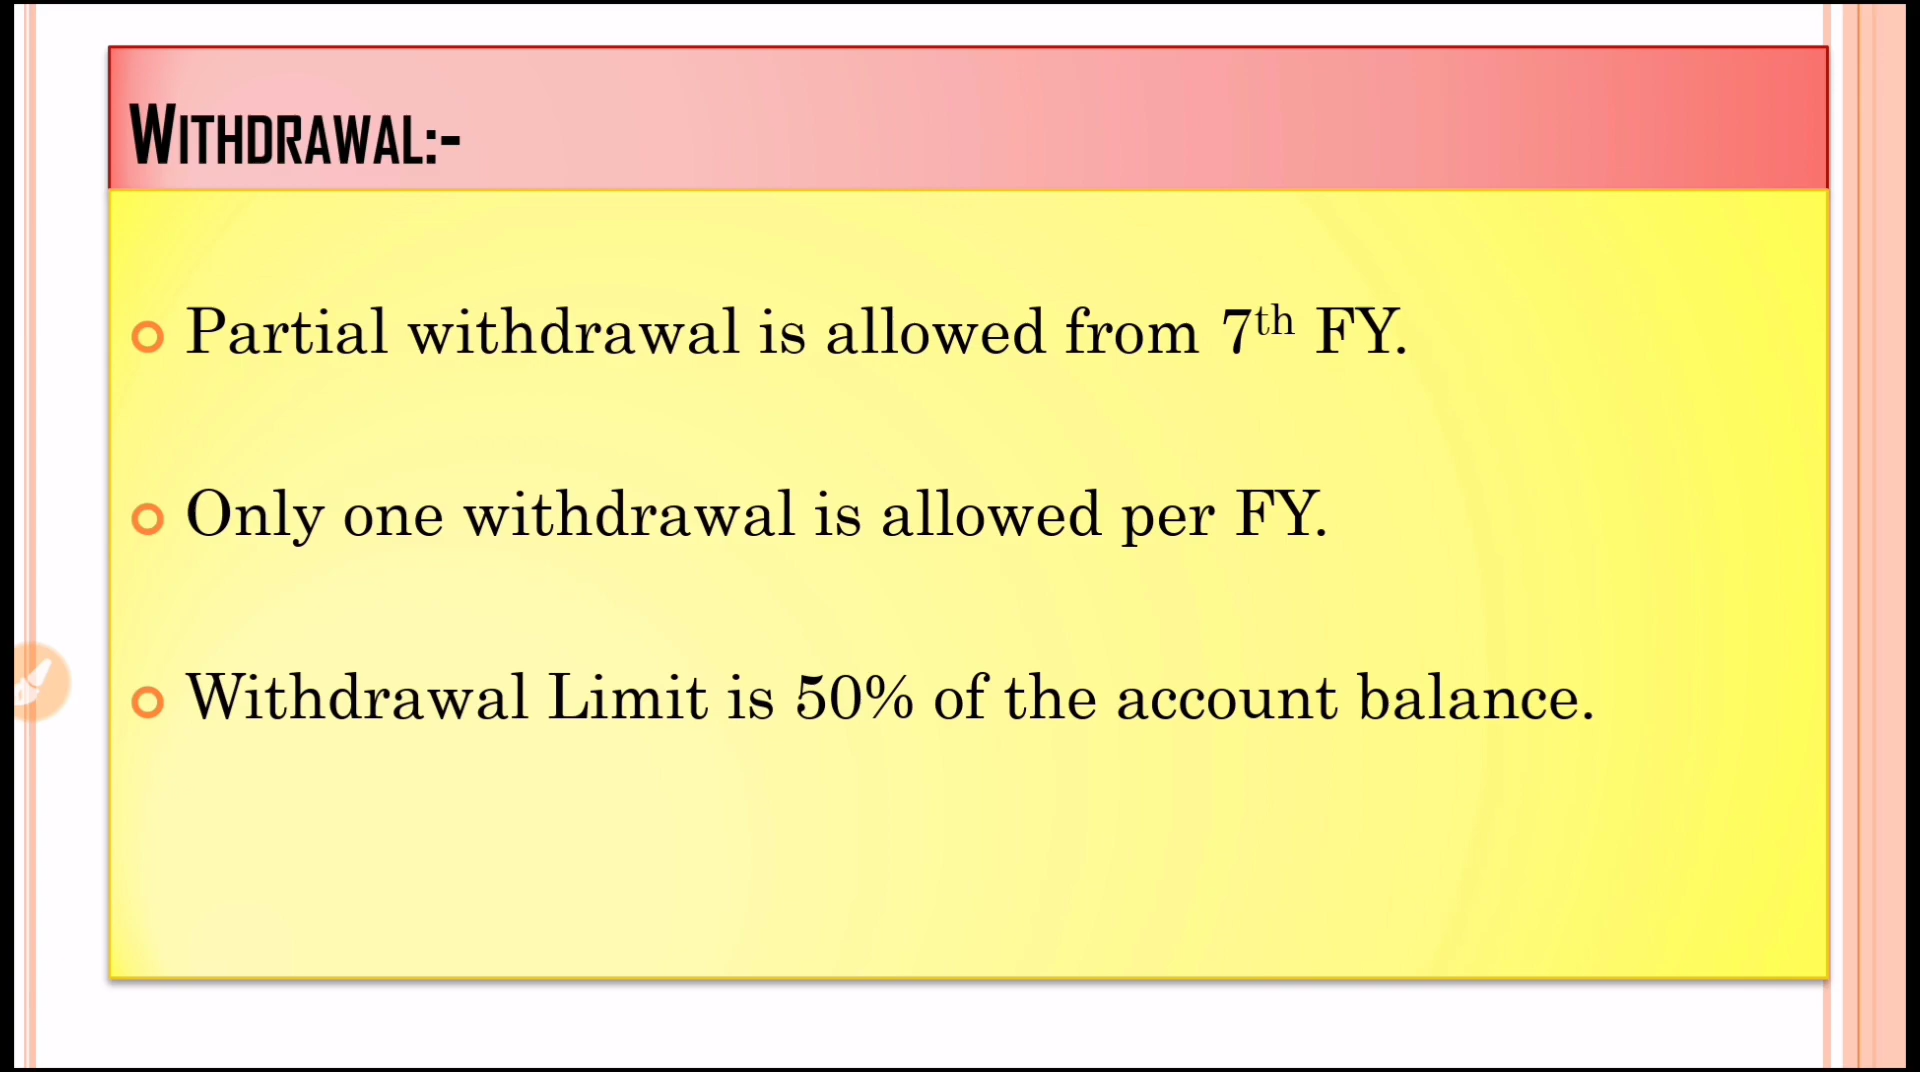 WITHDRAWAL:-
Partial withdrawal is allowed from 7th FY.
Only one withdrawal is allowed per FY.
Withdrawal Limit is 50% of the account balance.